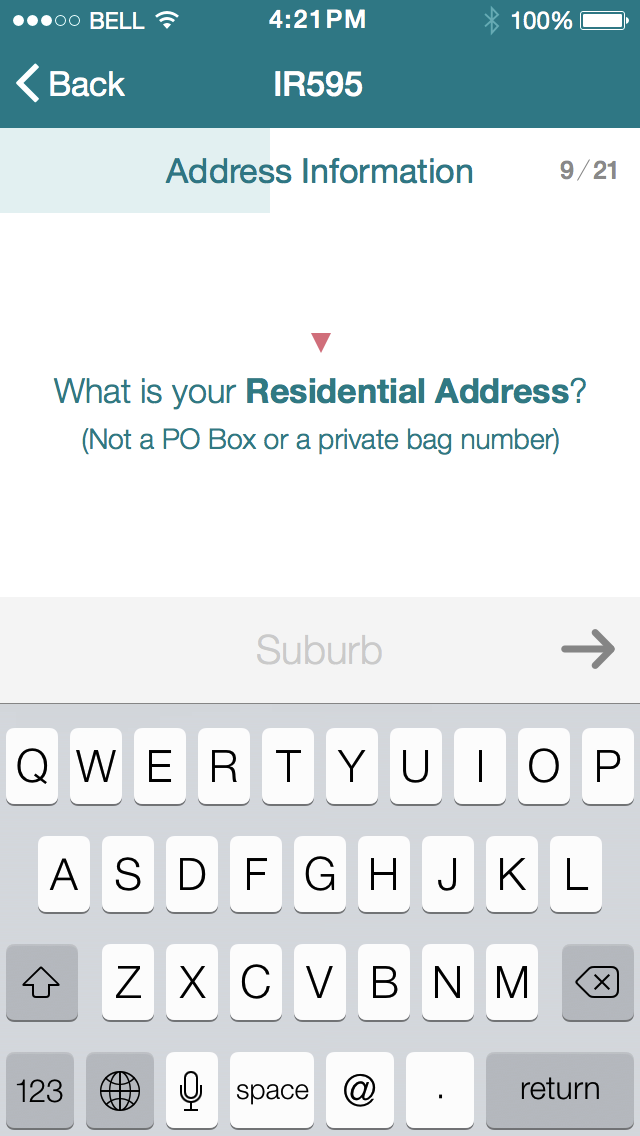 BELL 4:21PM 100%
Back IR595
Address Information 9/21
What is your Residential Address?
(Not a PO Box or a private bag number)
Suburb
Q W E R T Y U I O P
A S D F G H J K L
Z X C V B N M
123 space @ . return